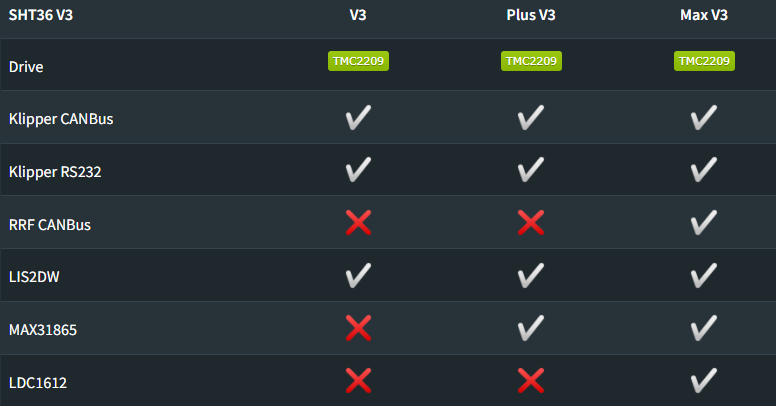 SHT36 V3 V3 Plus V3 Max V3
Drive TMC2209 TMC2209 TMC2209
Klipper CANBus
Klipper RS232
RRF CANBus
LIS2DW
MAX31865
LDC1612